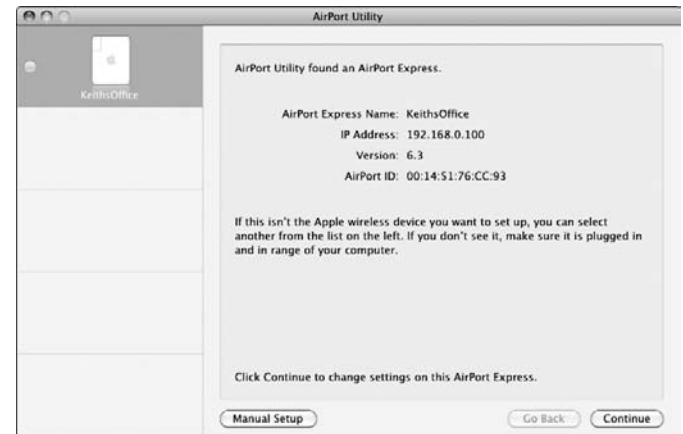 AirPort Utility
KeithsOffice
AirPort Utility found an AirPort Express.
AirPort Express Name: KeithsOffice
IP Address: 192.168.0.100
Version: 6.3
AirPort ID: 00:14:51:76:CC:93
If this isn't the Apple wireless device you want to set up, you can select
another from the list on the left. If you don't see it, make sure it is plugged in
and in range of your computer.
Click Continue to change settings on this AirPort Express.
Manual Setup
Go Back
Continue